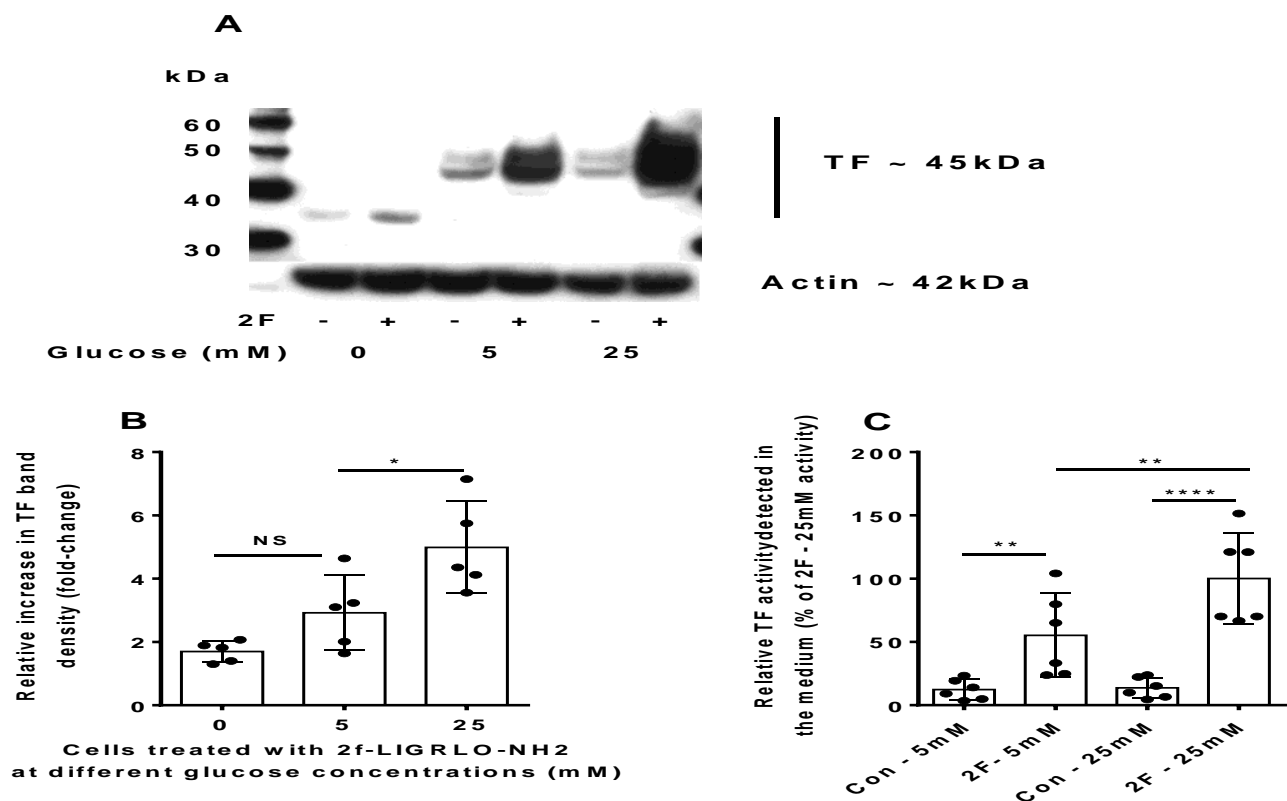 A
kDa
60
50
40
30
TF ~ 45kDa
Actin ~ 42kDa
2F - + - + - +
Glucose (mM) 0 5 25
B
Relative increase in TF band
density (fold-change)
8
6
4
2
0
NS
*
0 5 25
Cells treated with 2f-LIGRLO-NH2
at different glucose concentrations (mM)
C
Relative TF activitydetected in
the medium (% of 2F - 25mM activity)
200
150
100
50
0
**
**
****
Con - 5mM
2F- 5mM
Con - 25mM
2F - 25mM